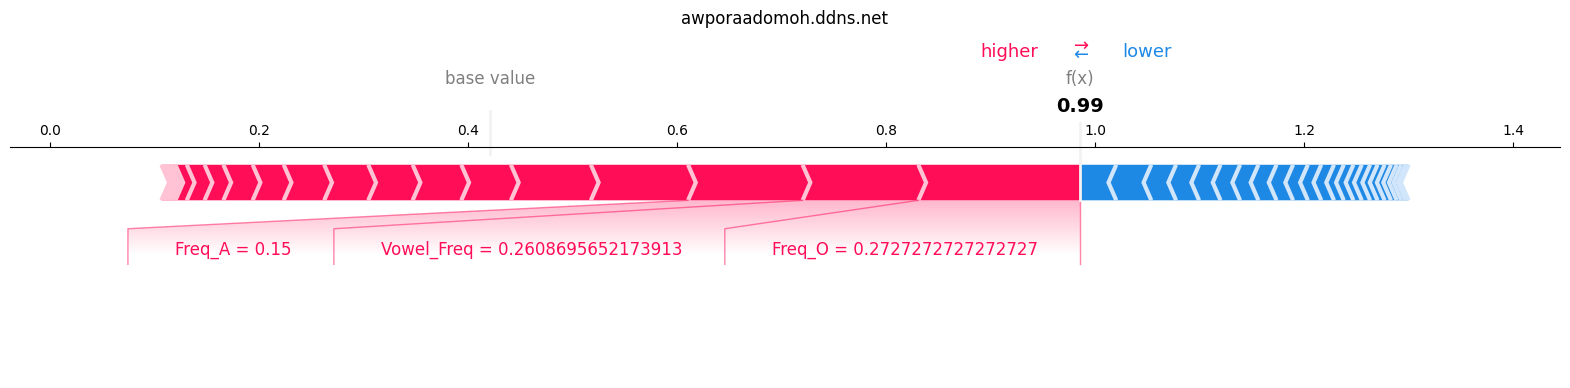 awporaadomoh.ddns.net
higher → ← lower
base value f(x)
0.99
0.0 0.2 0.4 0.6 0.8 1.0 1.2 1.4
Freq_A = 0.15 Vowel_Freq = 0.2608695652173913 Freq_O = 0.2727272727272727